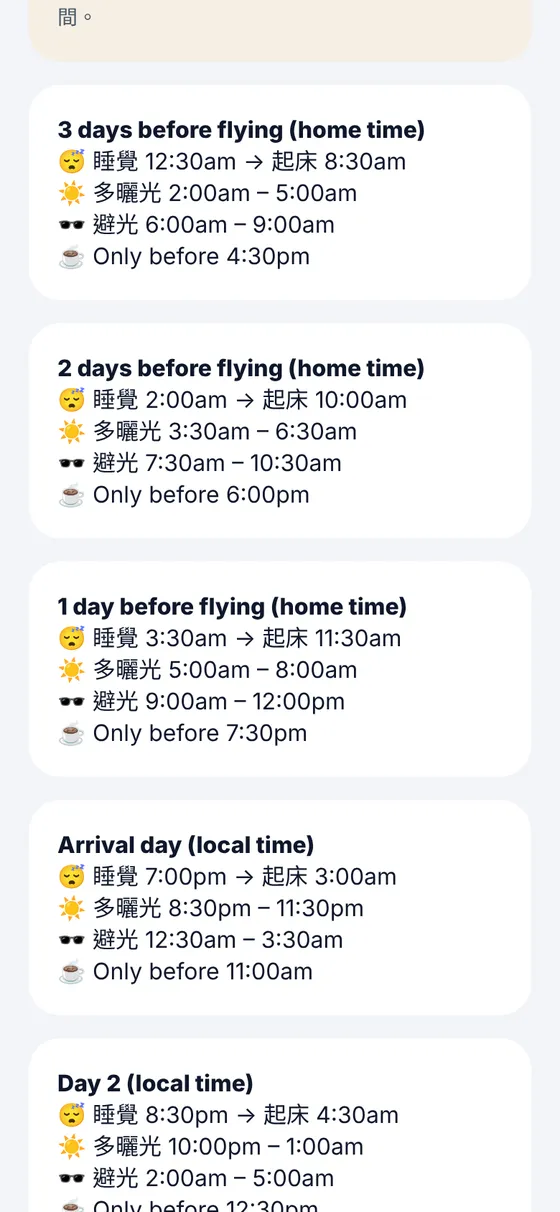 間。
3 days before flying (home time)
😴 睡覺 12:30am → 起床 8:30am
☀️ 多曬光 2:00am – 5:00am
🕶️ 避光 6:00am – 9:00am
☕ Only before 4:30pm
2 days before flying (home time)
😴 睡覺 2:00am → 起床 10:00am
☀️ 多曬光 3:30am – 6:30am
🕶️ 避光 7:30am – 10:30am
☕ Only before 6:00pm
1 day before flying (home time)
😴 睡覺 3:30am → 起床 11:30am
☀️ 多曬光 5:00am – 8:00am
🕶️ 避光 9:00am – 12:00pm
☕ Only before 7:30pm
Arrival day (local time)
😴 睡覺 7:00pm → 起床 3:00am
☀️ 多曬光 8:30pm – 11:30pm
🕶️ 避光 12:30am – 3:30am
☕ Only before 11:00am
Day 2 (local time)
😴 睡覺 8:30pm → 起床 4:30am
☀️ 多曬光 10:00pm – 1:00am
🕶️ 避光 2:00am – 5:00am
☕ Only before 12:30pm